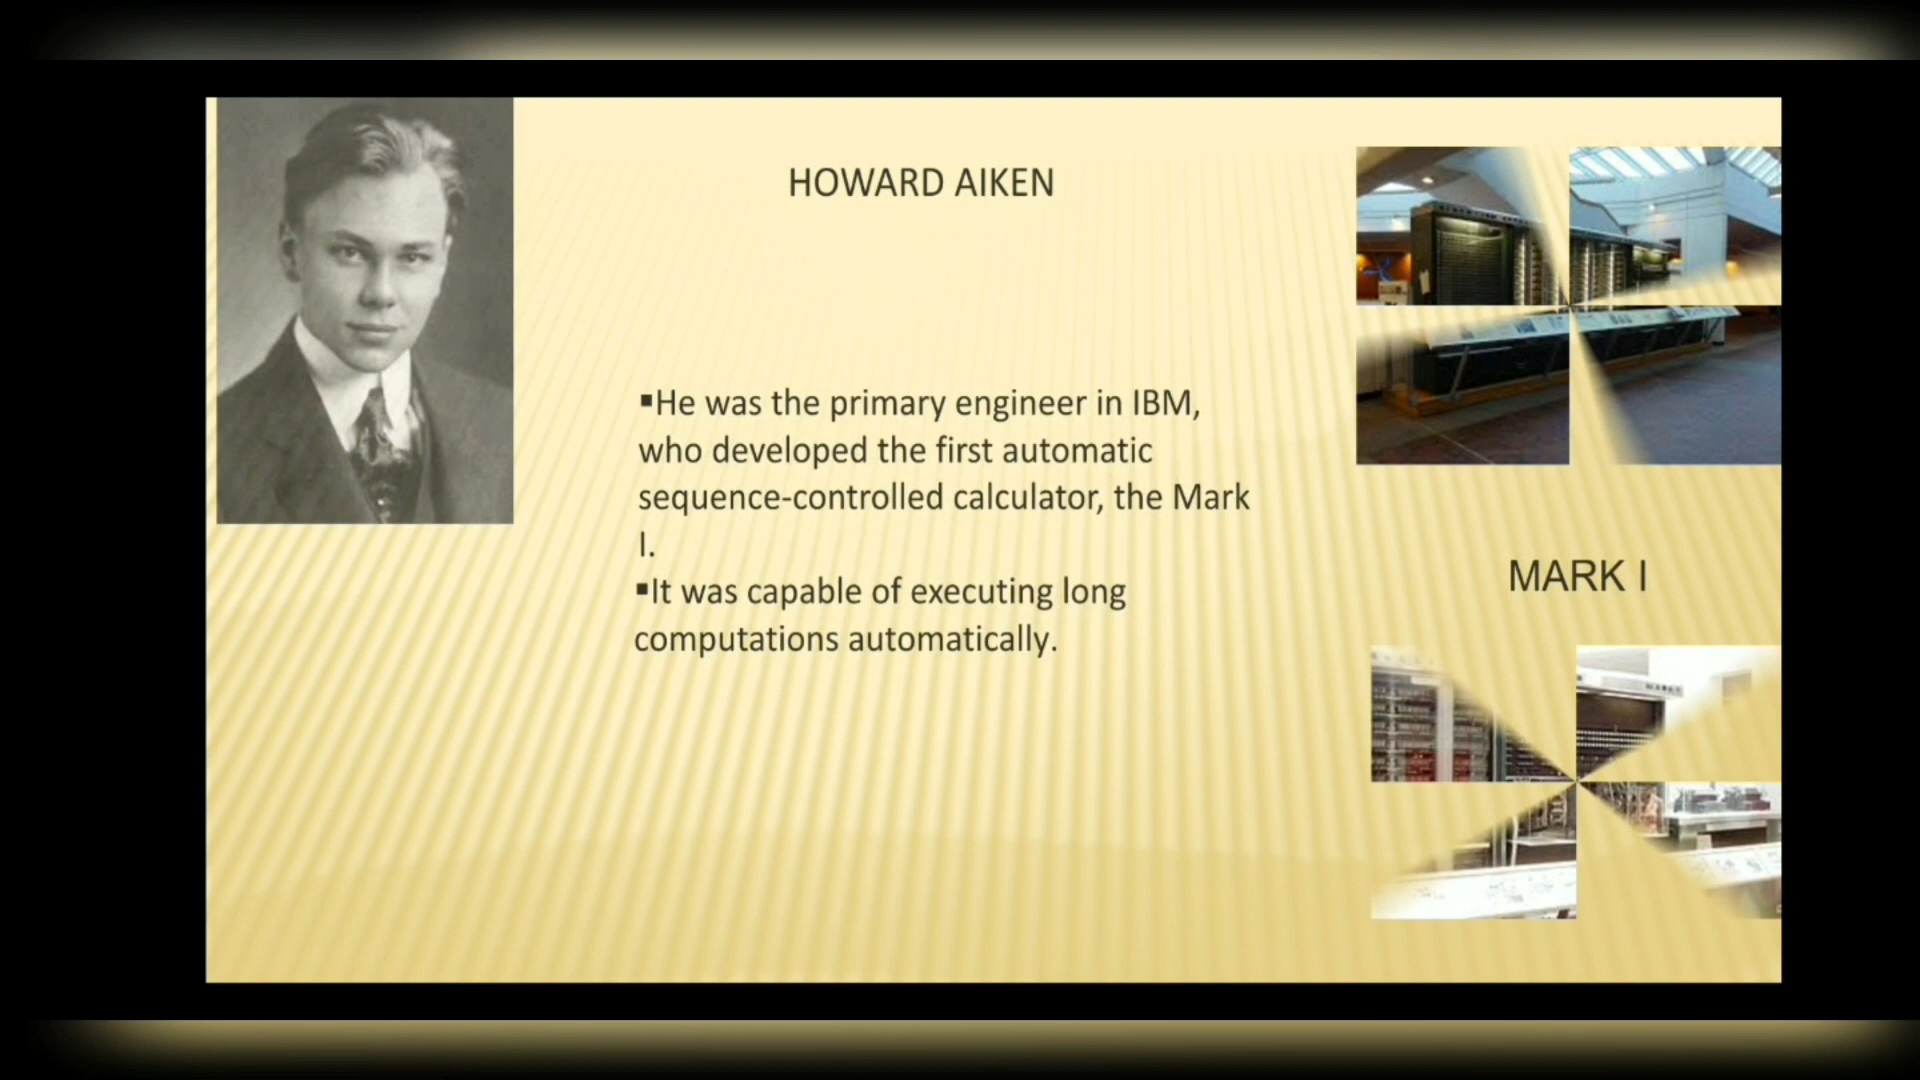 HOWARD AIKEN
▪He was the primary engineer in IBM,
who developed the first automatic
sequence-controlled calculator, the Mark
I.
▪It was capable of executing long
computations automatically.
MARK I